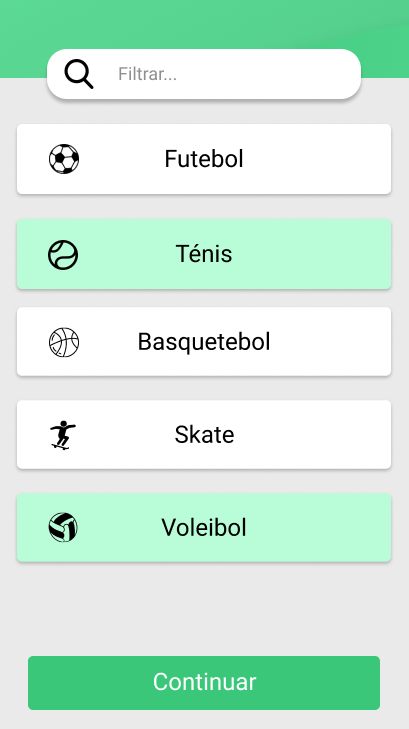 Filtrar...
Futebol
Ténis
Basquetebol
Skate
Voleibol
Continuar